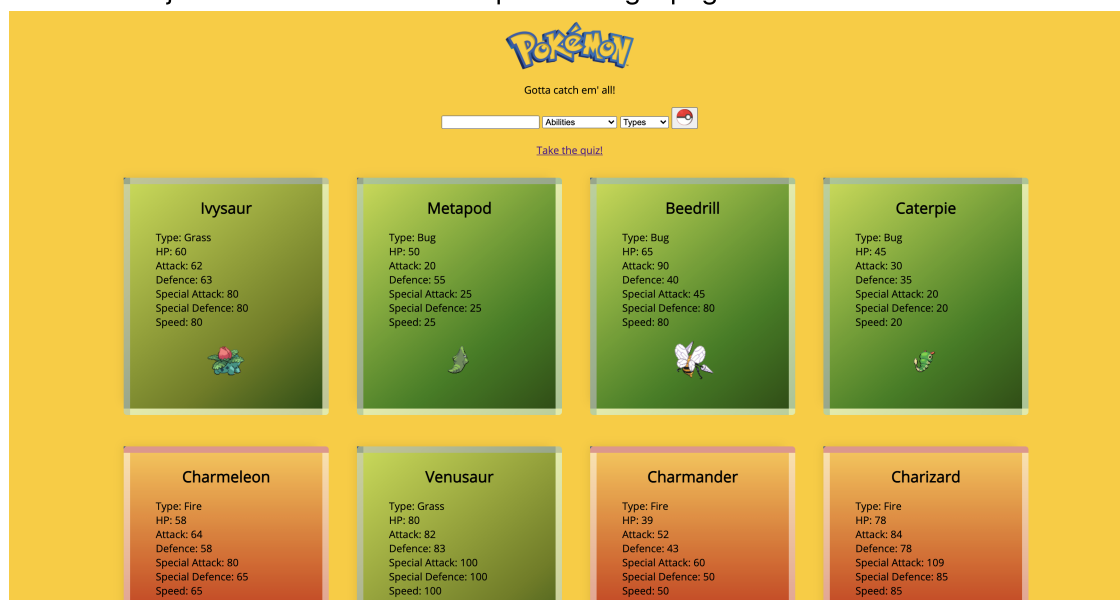 POKÉMON
Gotta catch em' all!
Abilities Types
Take the quiz!
Ivysaur
Type: Grass
HP: 60
Attack: 62
Defence: 63
Special Attack: 80
Special Defence: 80
Speed: 80
Metapod
Type: Bug
HP: 50
Attack: 20
Defence: 55
Special Attack: 25
Special Defence: 25
Speed: 25
Beedrill
Type: Bug
HP: 65
Attack: 90
Defence: 40
Special Attack: 45
Special Defence: 80
Speed: 80
Caterpie
Type: Bug
HP: 45
Attack: 30
Defence: 35
Special Attack: 20
Special Defence: 20
Speed: 20
Charmeleon
Type: Fire
HP: 58
Attack: 64
Defence: 58
Special Attack: 80
Special Defence: 65
Speed: 65
Venusaur
Type: Grass
HP: 80
Attack: 82
Defence: 83
Special Attack: 100
Special Defence: 100
Speed: 100
Charmander
Type: Fire
HP: 39
Attack: 52
Defence: 43
Special Attack: 60
Special Defence: 50
Speed: 50
Charizard
Type: Fire
HP: 78
Attack: 84
Defence: 78
Special Attack: 109
Special Defence: 85
Speed: 85